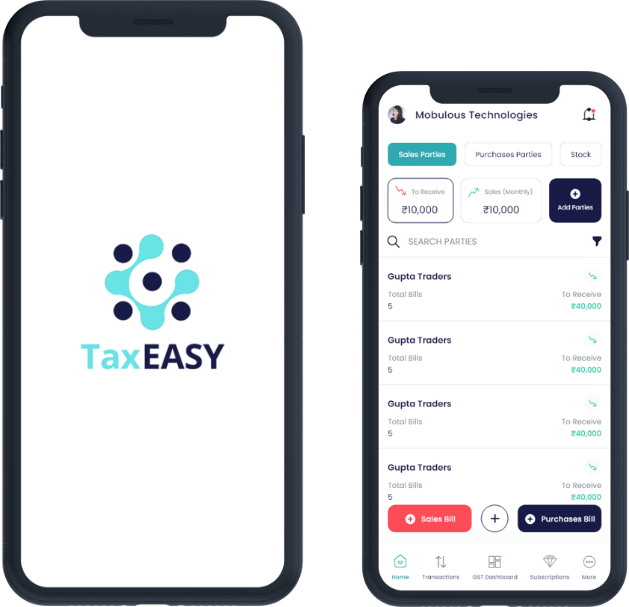 TaxEASY
Mobulous Technologies
Sales Parties
Purchases Parties
Stock
To Receive
₹10,000
Sales (Monthly)
₹10,000
Add Parties
SEARCH PARTIES
Gupta Traders
Total Bills
To Receive
5
₹40,000
Gupta Traders
Total Bills
To Receive
5
₹40,000
Gupta Traders
Total Bills
To Receive
5
₹40,000
Gupta Traders
Total Bills
To Receive
5
₹40,000
Sales Bill
Purchases Bill
Home
Transactions
GST Dashboard
Subscriptions
More